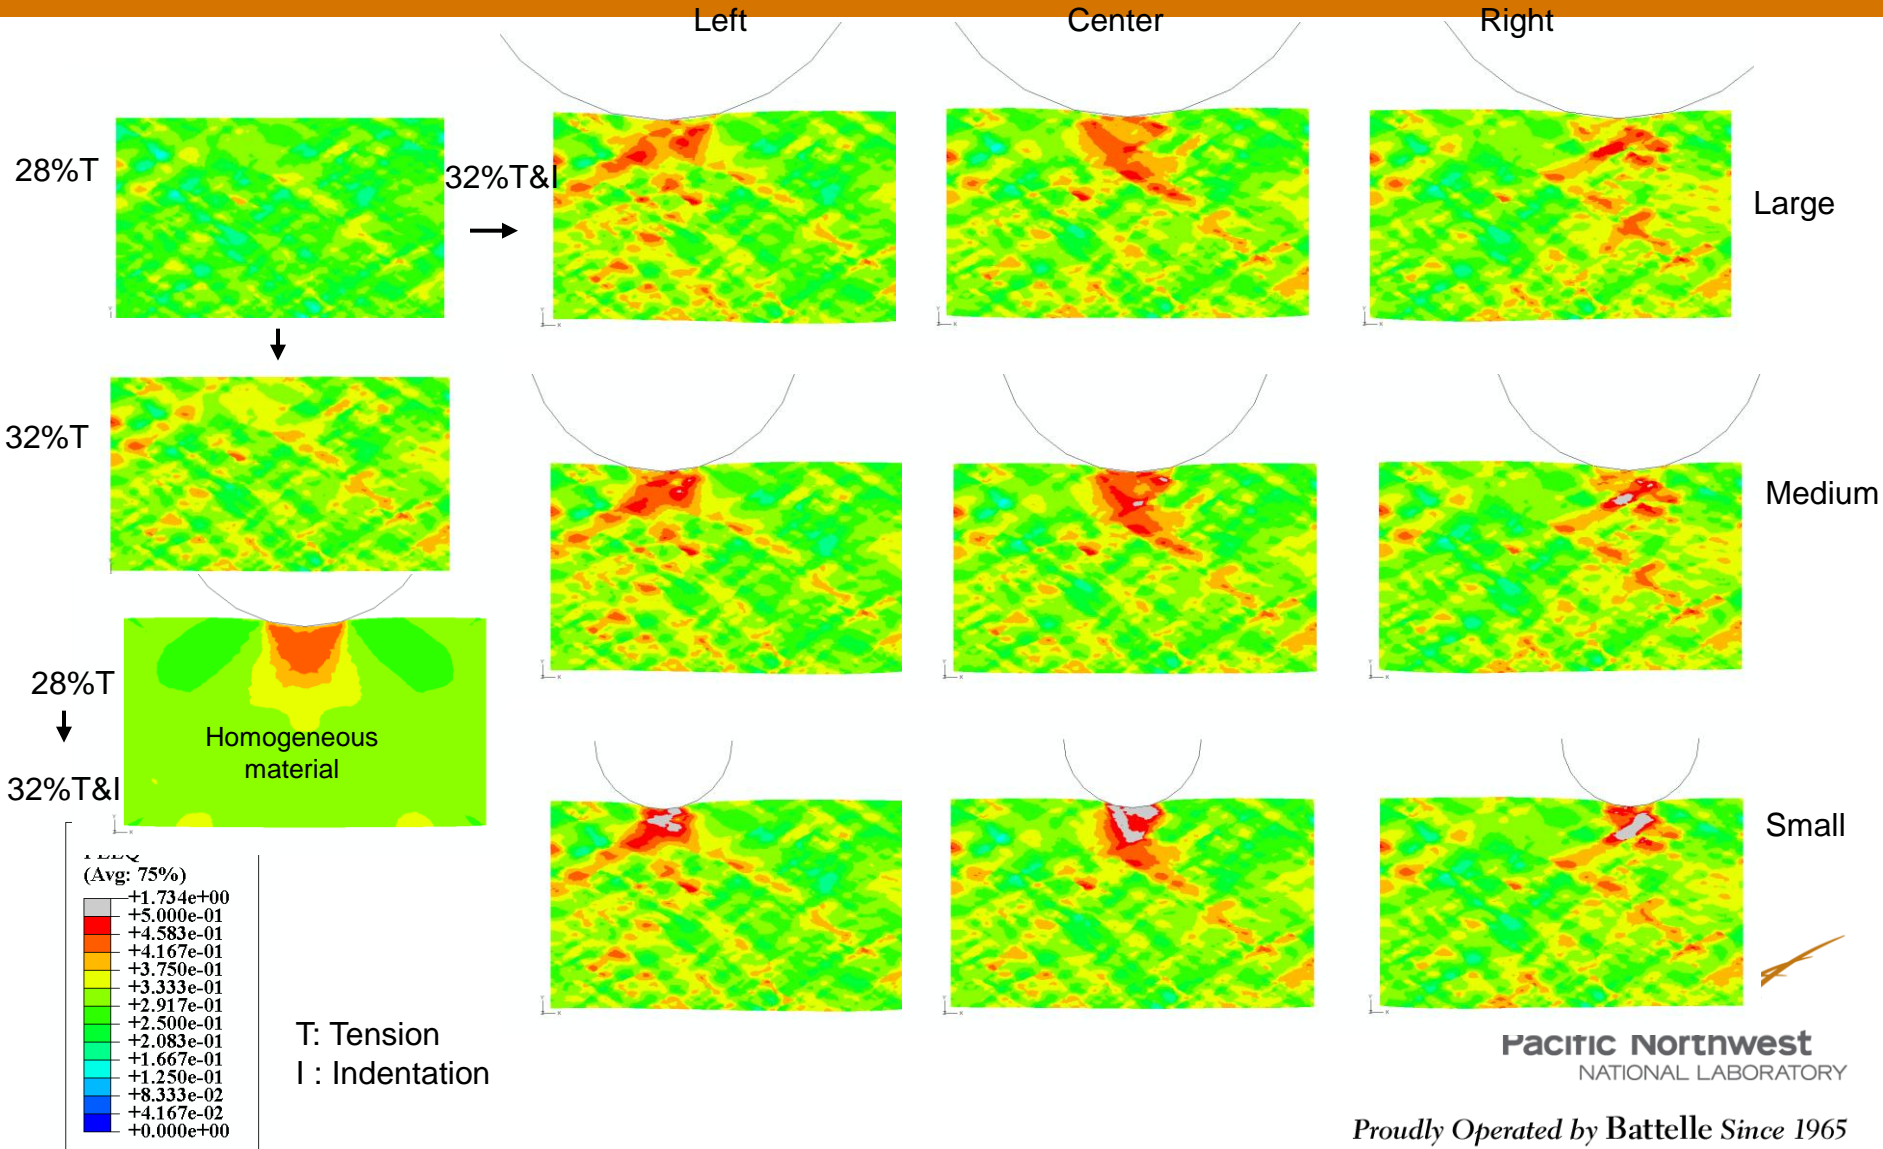 Left
Center
Right
28%T
32%T&I
Large
32%T
Medium
28%T
Homogeneous
material
32%T&I
Small
(Avg: 75%)
+1.734e+00
+5.000e-01
+4.583e-01
+4.167e-01
+3.750e-01
+3.333e-01
+2.917e-01
+2.500e-01
+2.083e-01
+1.667e-01
+1.250e-01
+8.333e-02
+4.167e-02
+0.000e+00
T: Tension
I : Indentation
Pacific Northwest
NATIONAL LABORATORY
Proudly Operated by Battelle Since 1965